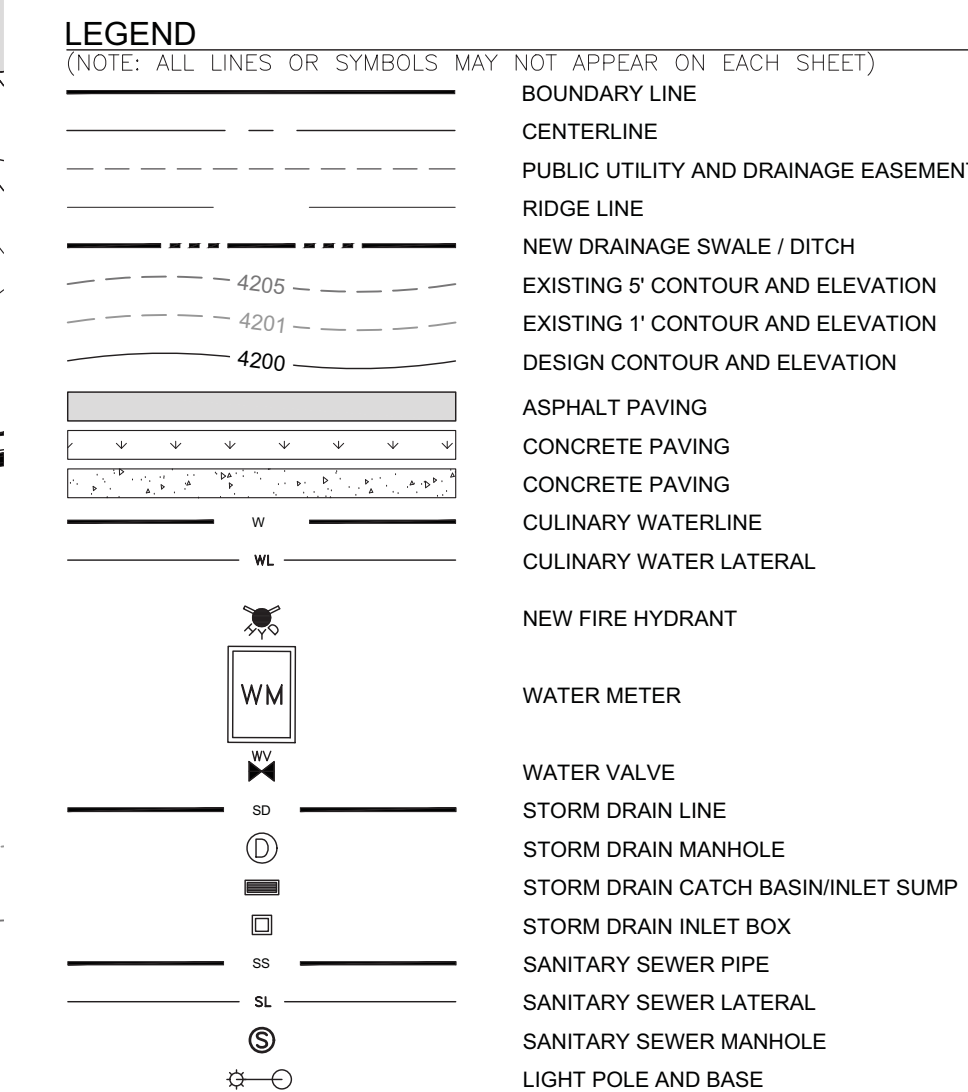 LEGEND
(NOTE: ALL LINES OR SYMBOLS MAY NOT APPEAR ON EACH SHEET)
BOUNDARY LINE
CENTERLINE
PUBLIC UTILITY AND DRAINAGE EASEMENT
RIDGE LINE
NEW DRAINAGE SWALE / DITCH
4205 EXISTING 5' CONTOUR AND ELEVATION
4201 EXISTING 1' CONTOUR AND ELEVATION
4200 DESIGN CONTOUR AND ELEVATION
ASPHALT PAVING
CONCRETE PAVING
CONCRETE PAVING
W CULINARY WATERLINE
WL CULINARY WATER LATERAL
HYD NEW FIRE HYDRANT
WM WATER METER
WV WATER VALVE
SD STORM DRAIN LINE
D STORM DRAIN MANHOLE
STORM DRAIN CATCH BASIN/INLET SUMP
STORM DRAIN INLET BOX
SS SANITARY SEWER PIPE
SL SANITARY SEWER LATERAL
S SANITARY SEWER MANHOLE
LIGHT POLE AND BASE